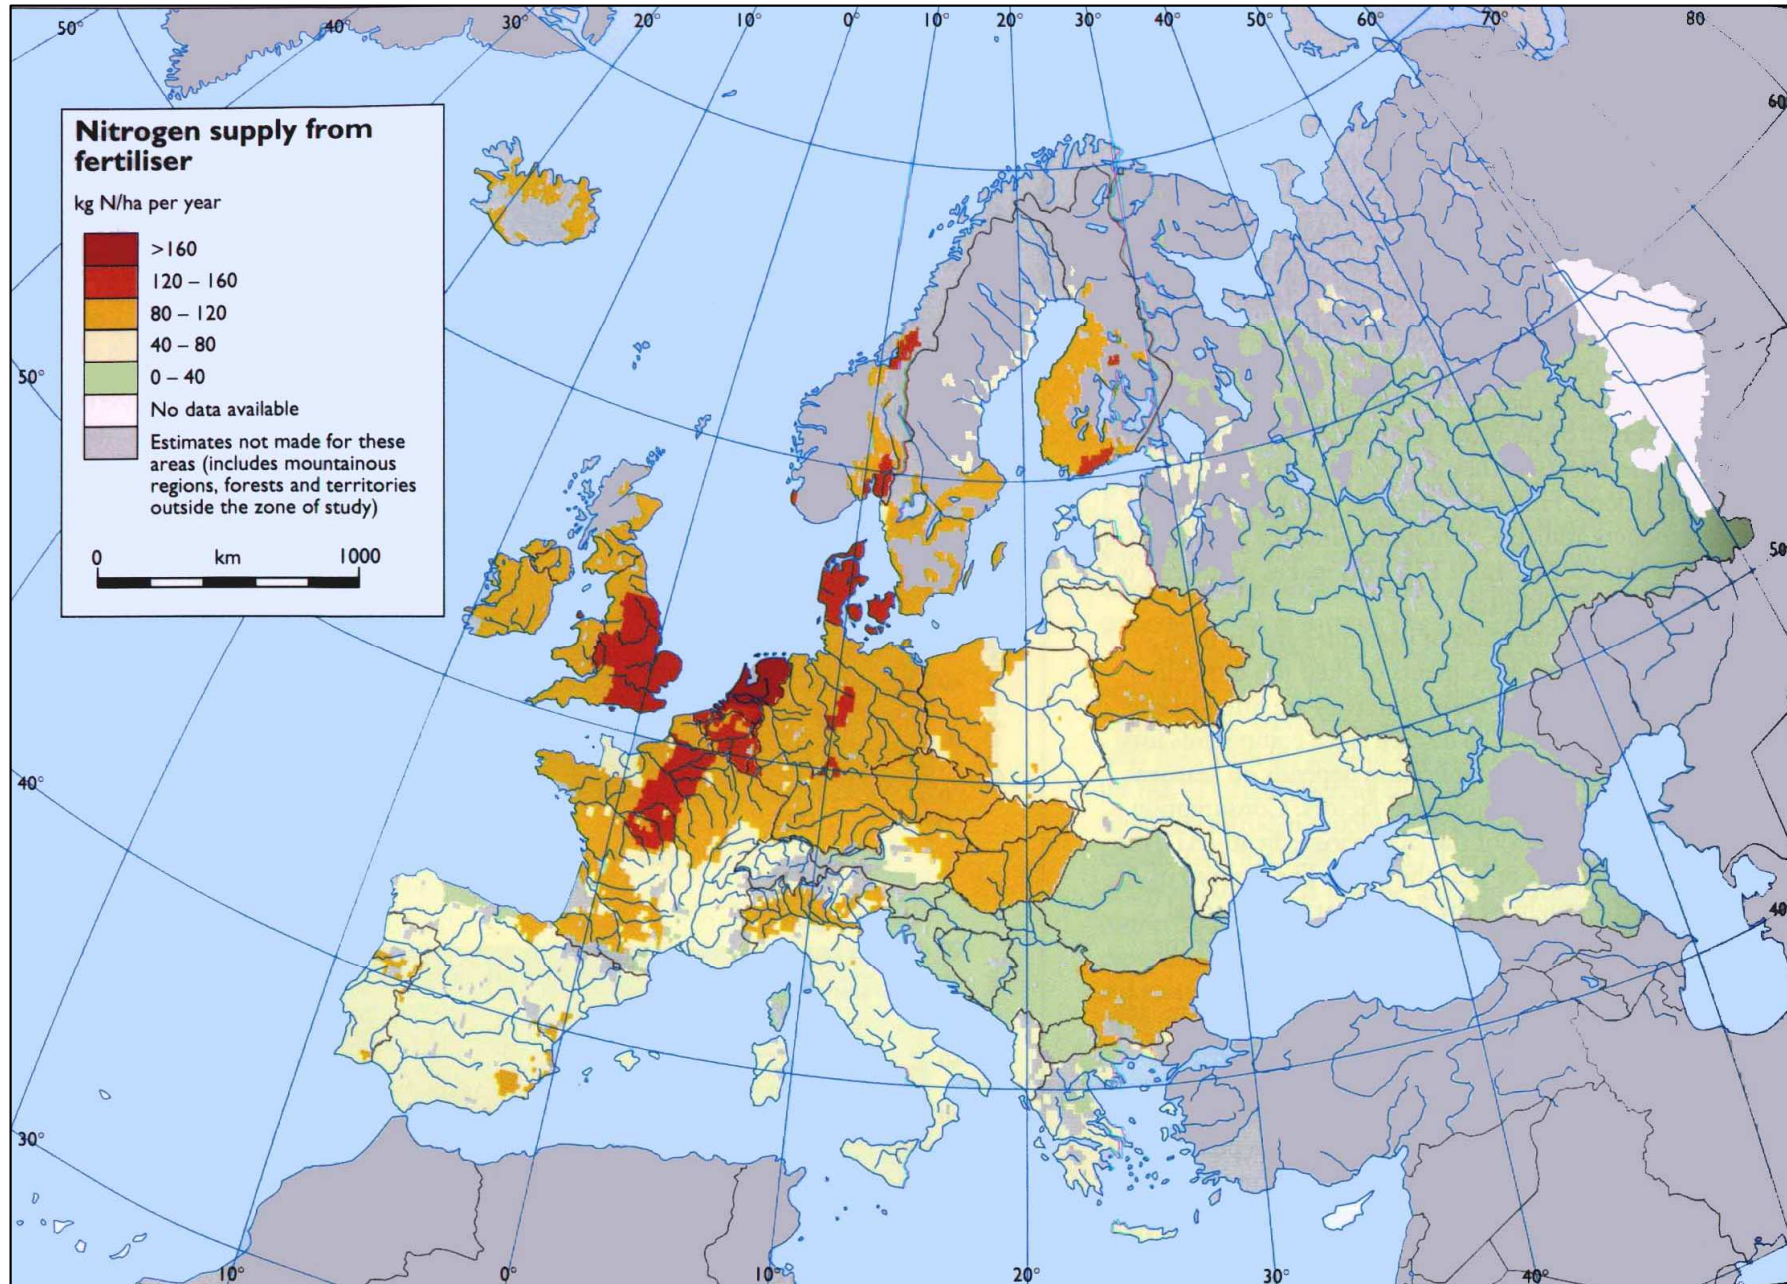 50°
40°
30°
20°
10°
0°
10°
20°
30°
40°
50°
60°
70°
80
60
Nitrogen supply from
fertiliser
kg N/ha per year
>160
120 – 160
80 – 120
40 – 80
0 – 40
No data available
Estimates not made for these
areas (includes mountainous
regions, forests and territories
outside the zone of study)
0 km 1000
50°
50
40°
40
30°
10°
0°
10°
20°
30°
40°